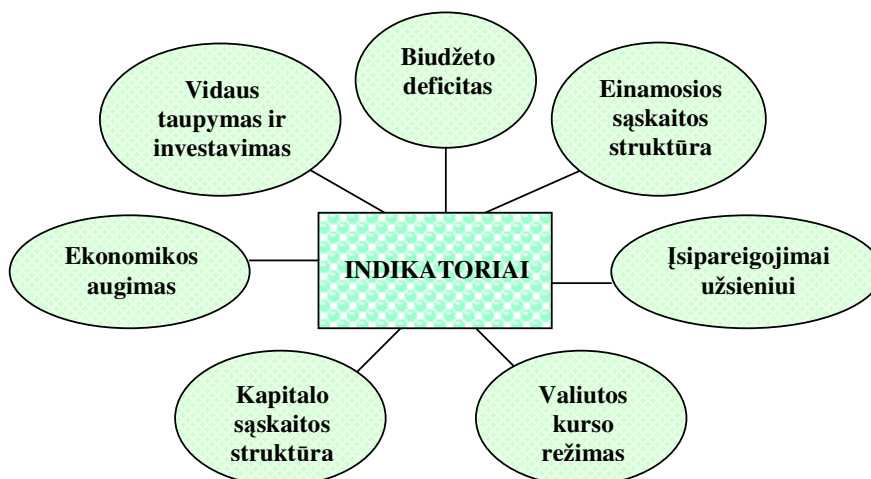 Biudžeto
deficitas
Vidaus
taupymas ir
investavimas
Einamosios
sąskaitos
struktūra
Ekonomikos
augimas
INDIKATORIAI
Įsipareigojimai
užsieniui
Kapitalo
sąskaitos
struktūra
Valiutos
kurso
režimas